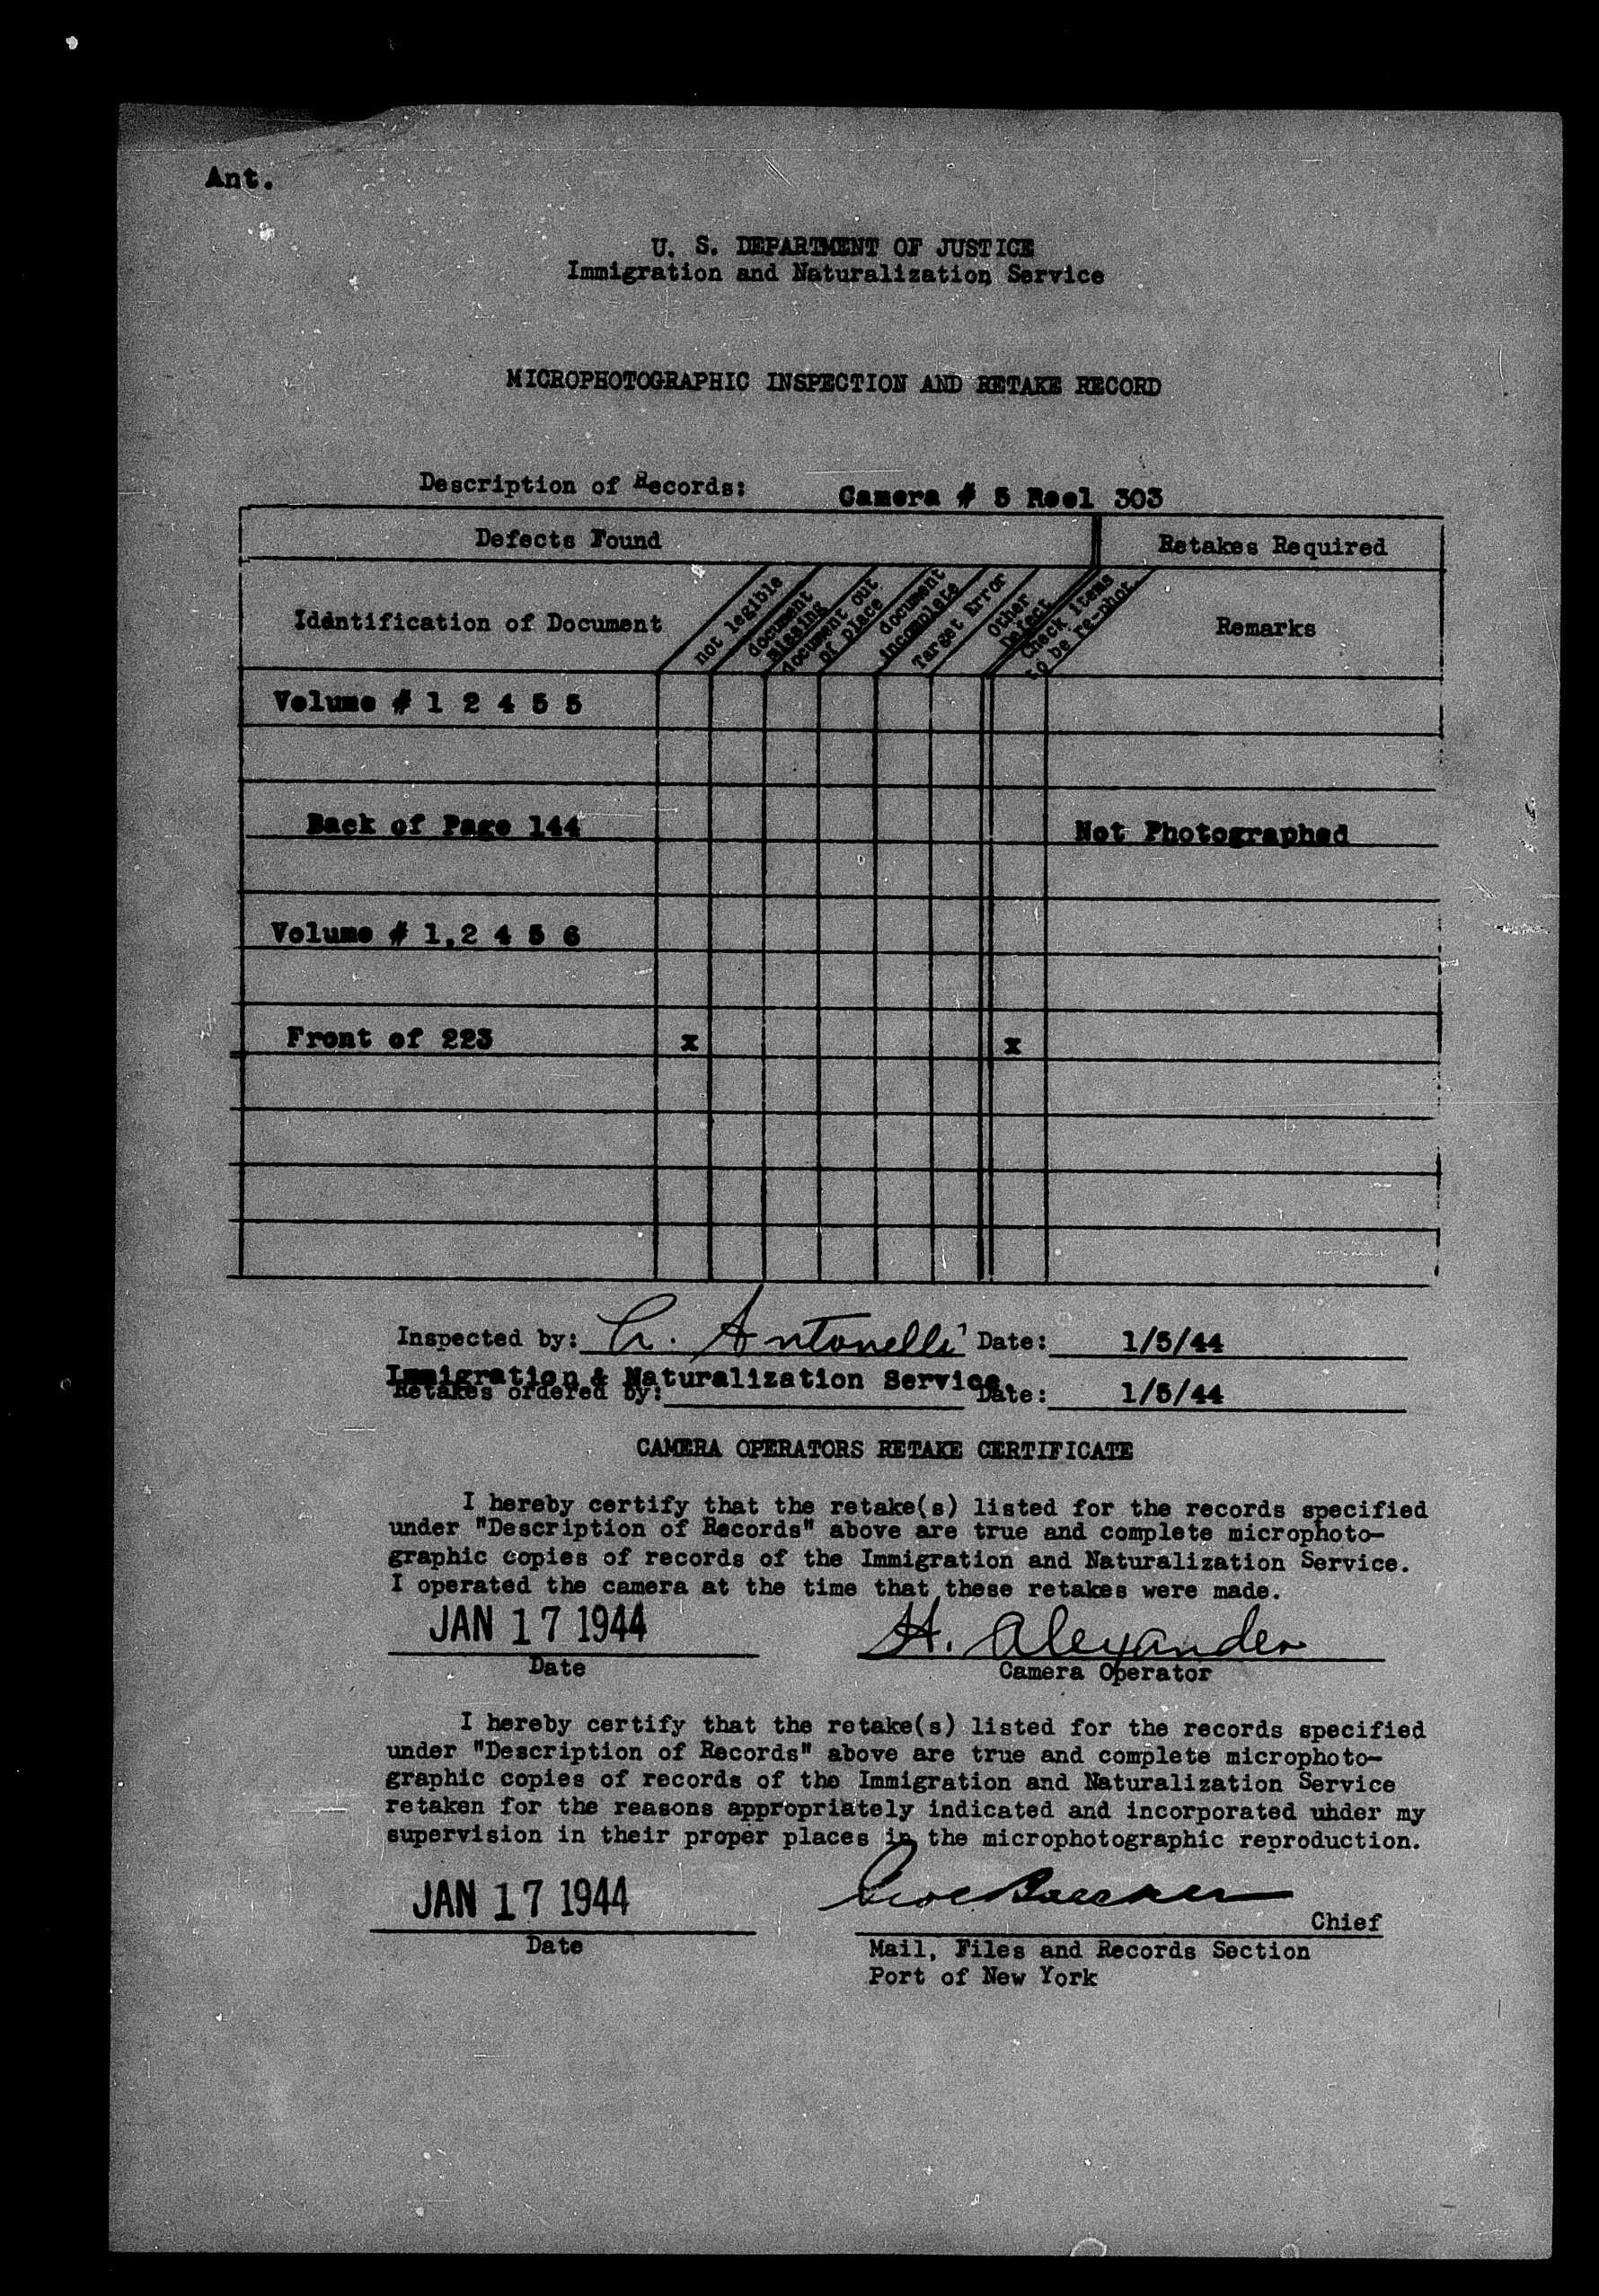 Ant.
U. S. DEPARTMENT OF JUSTICE
Immigration and Naturalization Service
MICROPHOTOGRAPHIC INSPECTION AND RETAKE RECORD
Description of Records: Camera # 5 Reel 303
Defects Found
Retakes Required
Identification of Document
not legible
document
missing
document out
of place
document
incomplete
Target Error
Other
Defect
Check items
to be re-phot.
Remarks
Volume # 1 2 4 5 5
Back of Page 144 Not Photographed
Volume # 1,2 4 5 6
Front of 223 x x
Inspected by: A. Antonelli Date: 1/5/44
Immigration & Naturalization Service.
Retakes ordered by: Date: 1/5/44
CAMERA OPERATORS RETAKE CERTIFICATE
I hereby certify that the retake(s) listed for the records specified
under "Description of Records" above are true and complete microphoto-
graphic copies of records of the Immigration and Naturalization Service.
I operated the camera at the time that these retakes were made.
JAN 17 1944 H. Alexander
Date Camera Operator
I hereby certify that the retake(s) listed for the records specified
under "Description of Records" above are true and complete microphoto-
graphic copies of records of the Immigration and Naturalization Service
retaken for the reasons appropriately indicated and incorporated under my
supervision in their proper places in the microphotographic reproduction.
JAN 17 1944
Chief
Date Mail, Files and Records Section
Port of New York